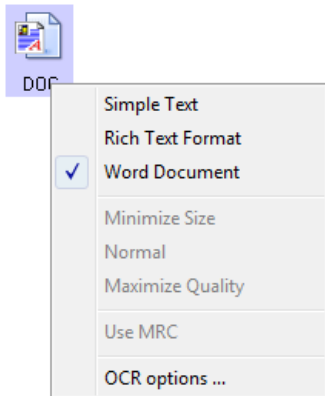 DOC
Simple Text
Rich Text Format
Word Document
Minimize Size
Normal
Maximize Quality
Use MRC
OCR options ...